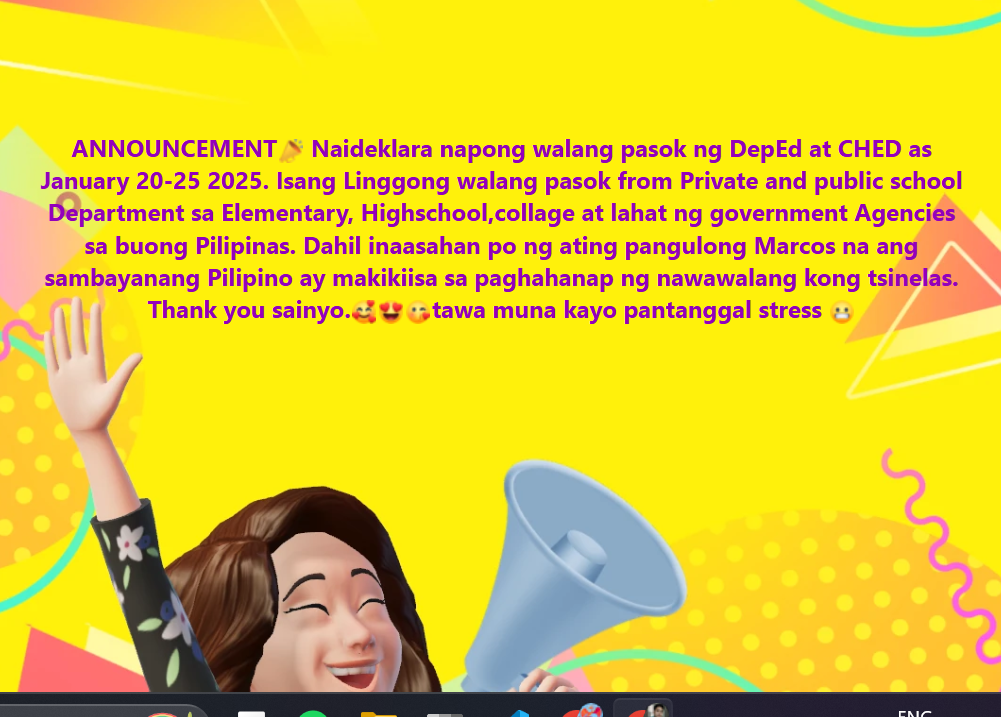 ANNOUNCEMENT🎉 Naideklara napong walang pasok ng DepEd at CHED as
January 20-25 2025. Isang Linggong walang pasok from Private and public school
Department sa Elementary, Highschool,collage at lahat ng government Agencies
sa buong Pilipinas. Dahil inaasahan po ng ating pangulong Marcos na ang
sambayanang Pilipino ay makikiisa sa paghahanap ng nawawalang kong tsinelas.
Thank you sainyo.🥰😍😋tawa muna kayo pantanggal stress 😬
ENG